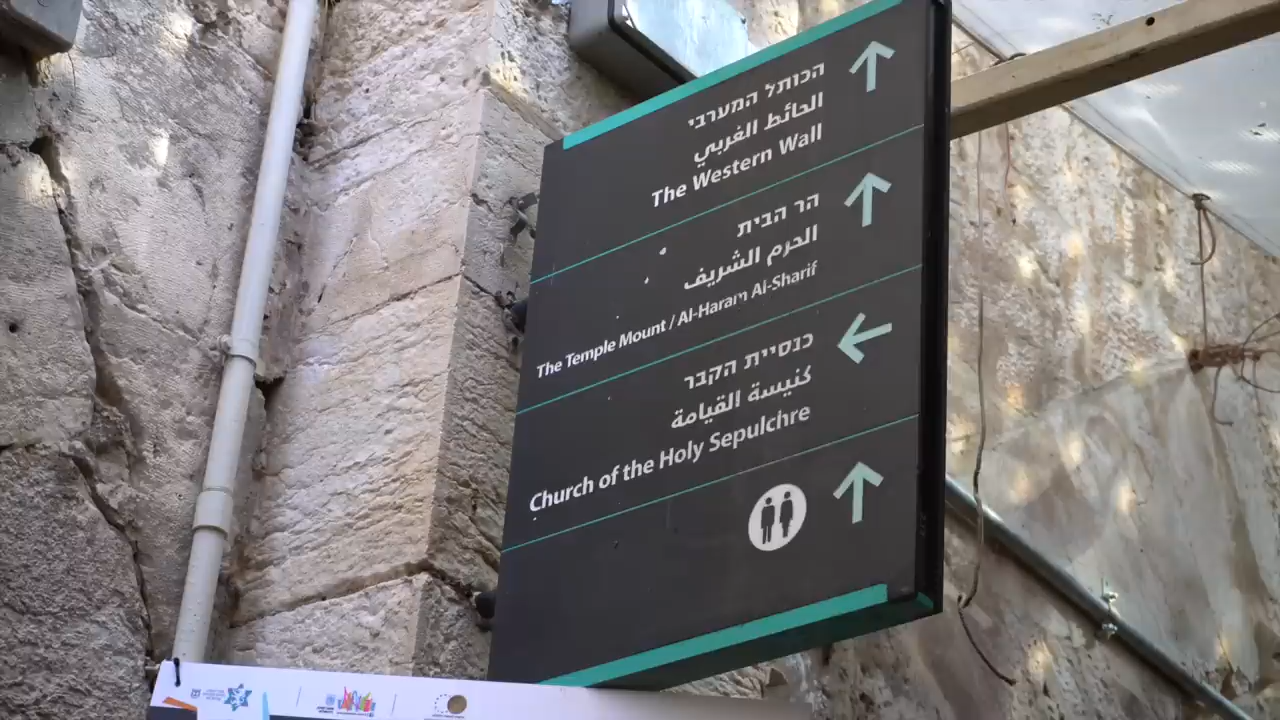 הכותל המערבי
الحائط الغربي
The Western Wall
הר הבית
الحرم الشريف
The Temple Mount / Al-Haram Al-Sharif
כנסיית הקבר
كنيسة القيامة
Church of the Holy Sepulchre